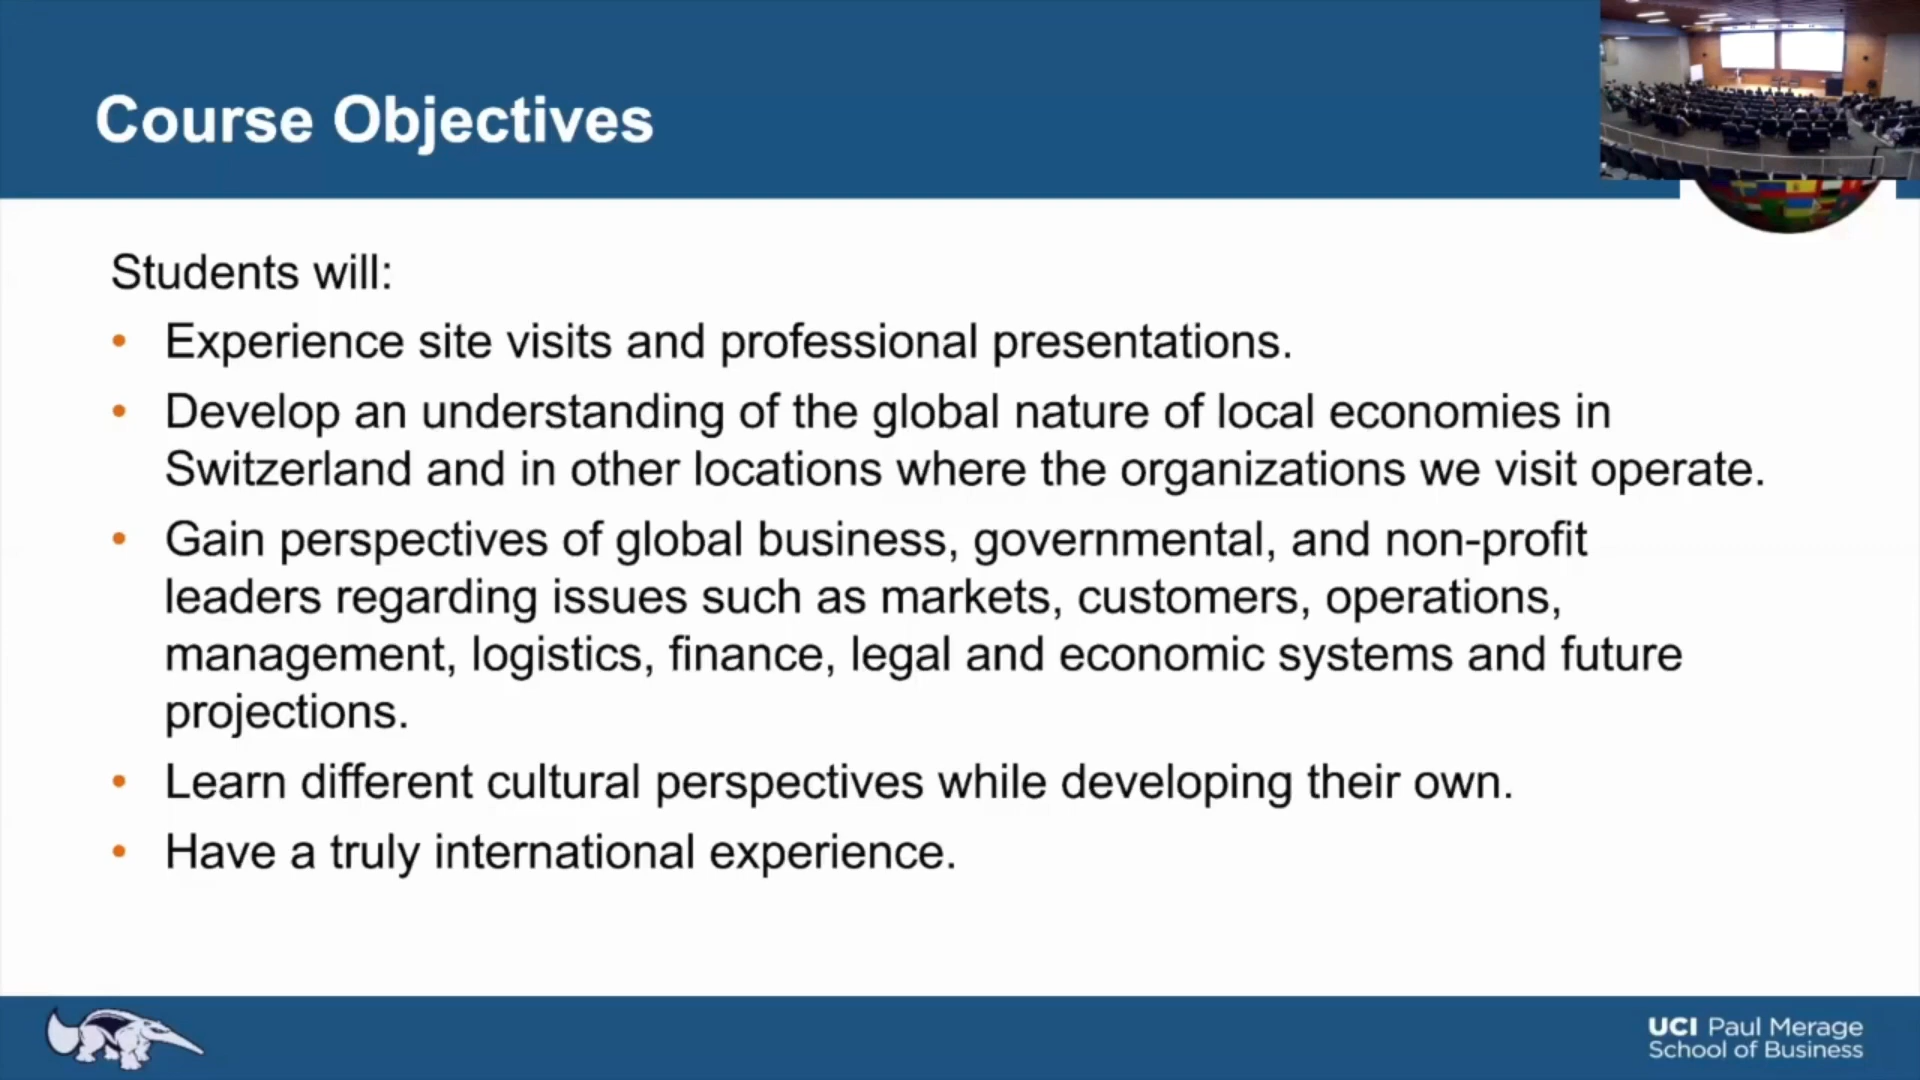 Course Objectives
Students will:
• Experience site visits and professional presentations.
• Develop an understanding of the global nature of local economies in
Switzerland and in other locations where the organizations we visit operate.
• Gain perspectives of global business, governmental, and non-profit
leaders regarding issues such as markets, customers, operations,
management, logistics, finance, legal and economic systems and future
projections.
• Learn different cultural perspectives while developing their own.
• Have a truly international experience.
UCI Paul Merage
School of Business